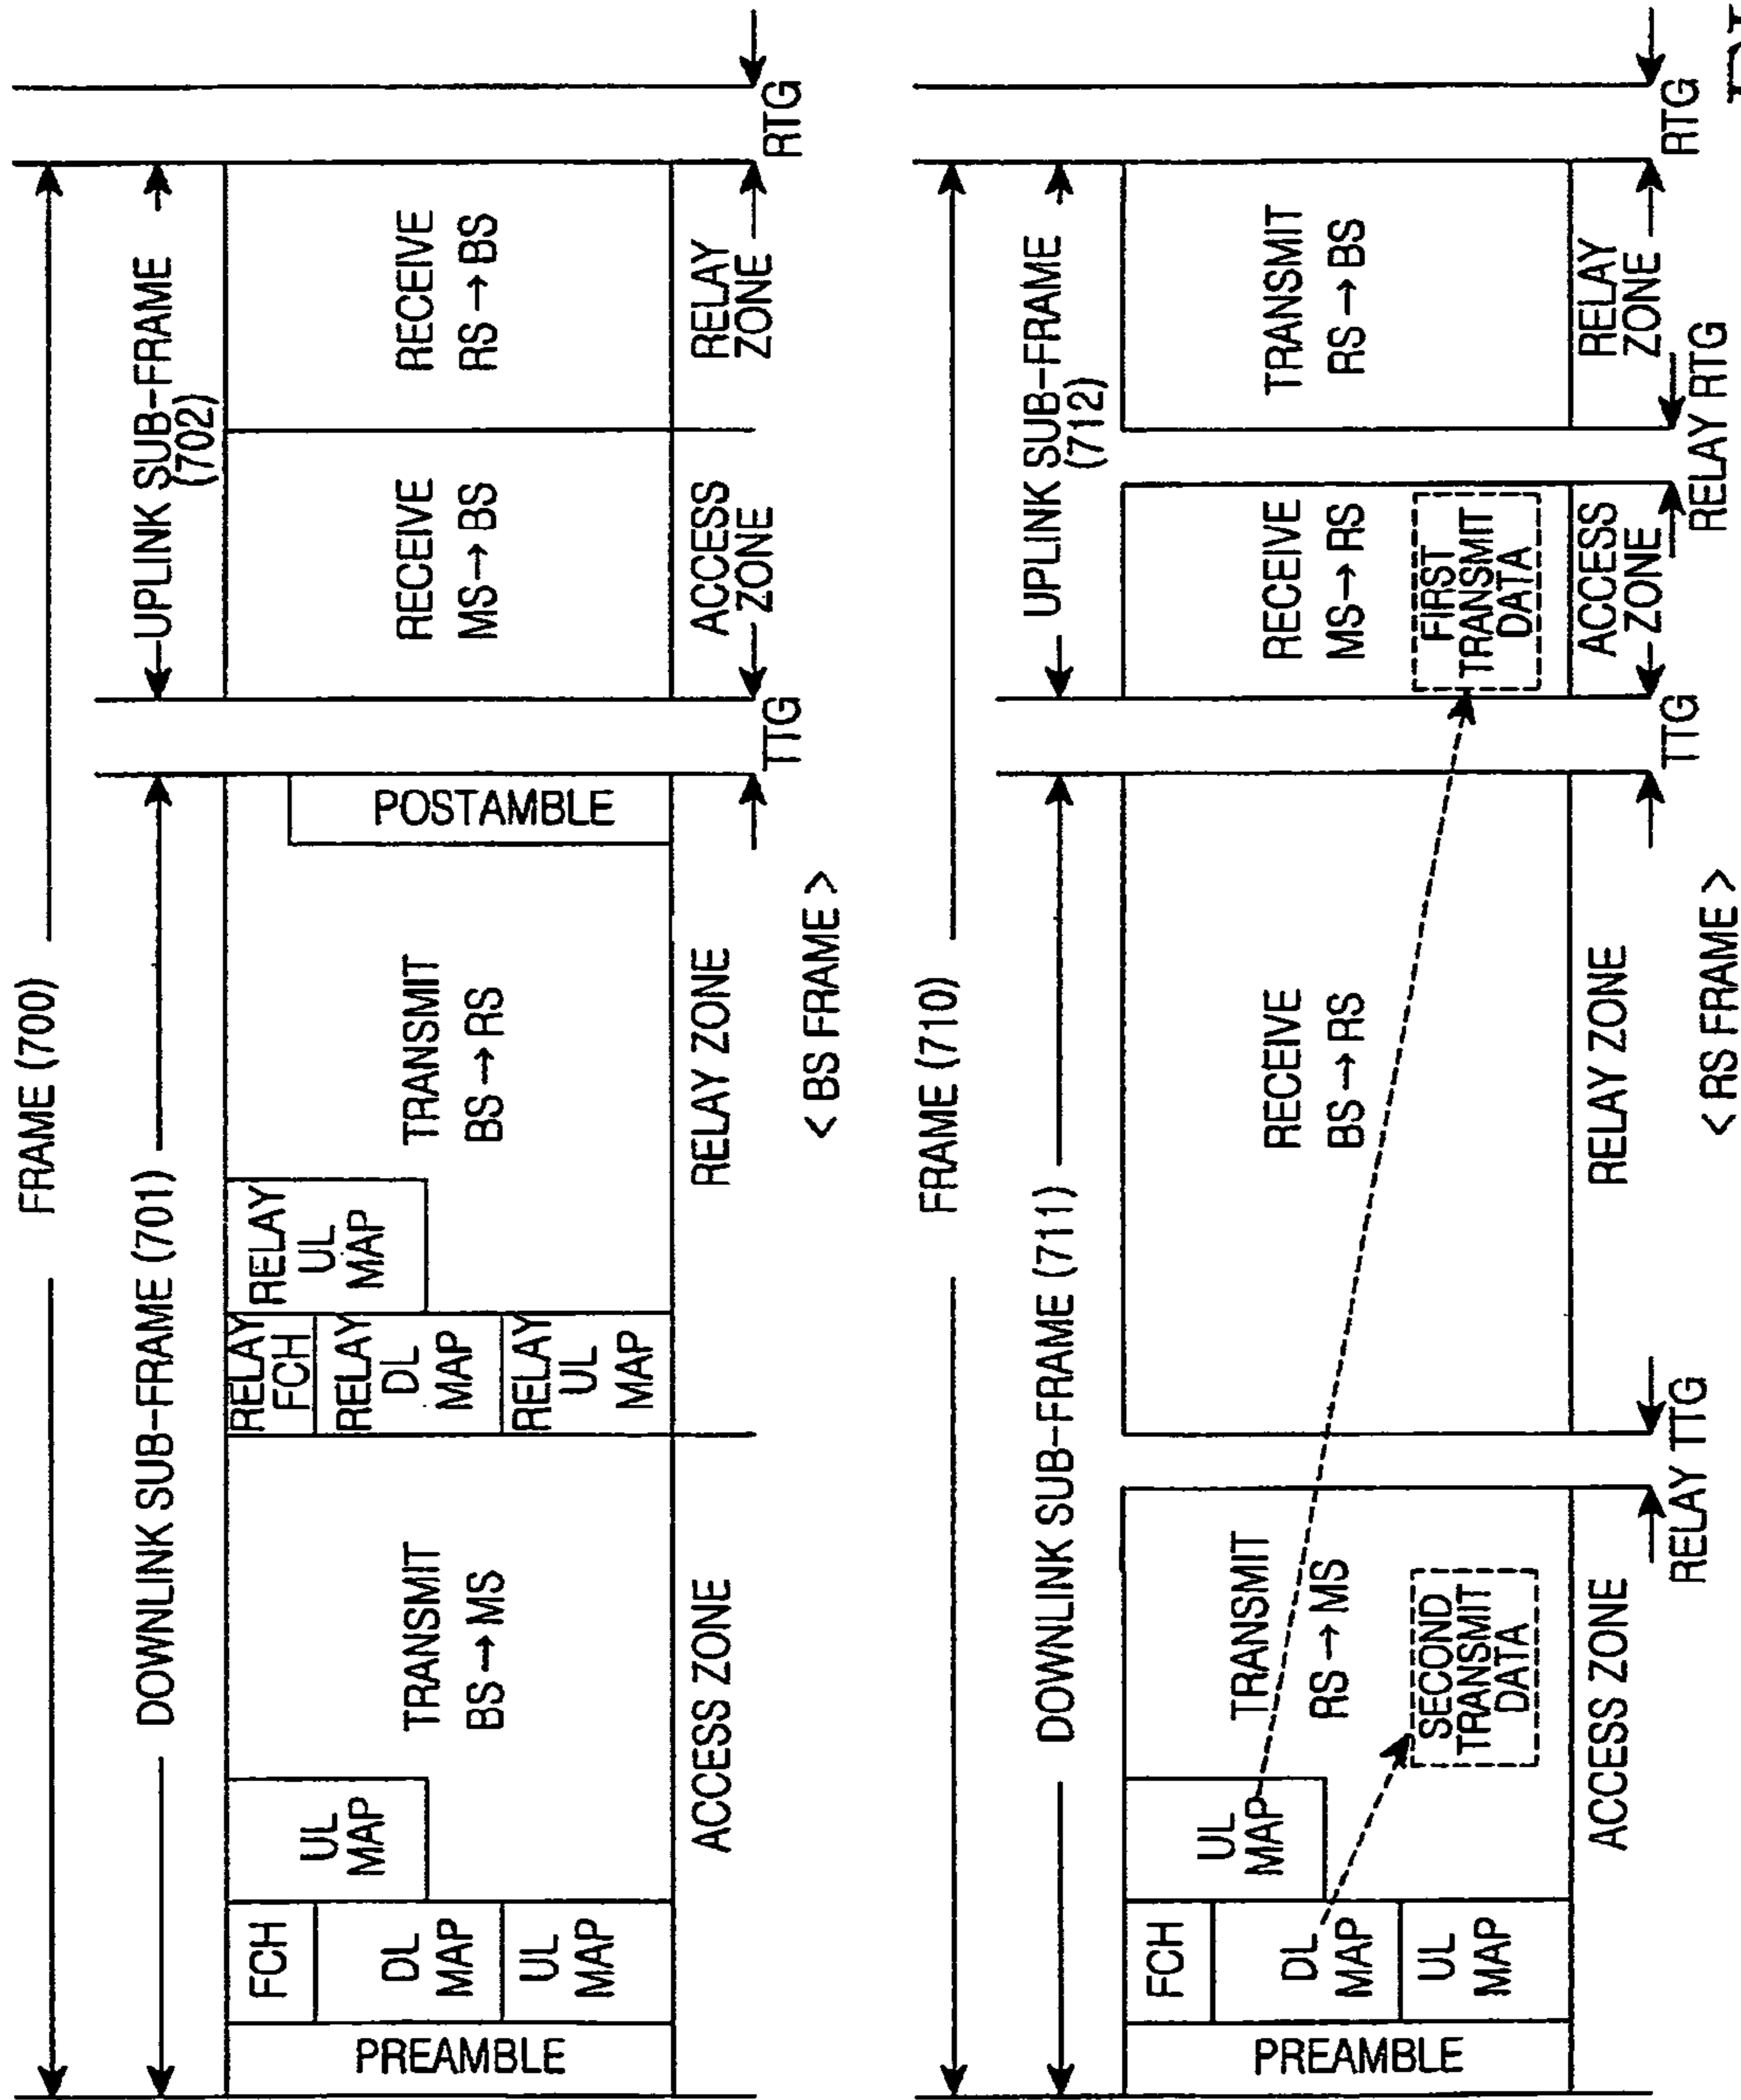 FRAME (700)
DOWNLINK SUB-FRAME (701)
UPLINK SUB-FRAME
(702)
PREAMBLE
FCH
DL
MAP
UL
MAP
UL
MAP
TRANSMIT
BS→MS
RELAY
FCH
RELAY
DL
MAP
RELAY
UL
MAP
RELAY
UL
MAP
TRANSMIT
BS→RS
POSTAMBLE
RECEIVE
MS→BS
RECEIVE
RS→BS
ACCESS ZONE
RELAY ZONE
TTG
ACCESS
ZONE
RELAY
ZONE
RTG
< BS FRAME >
FRAME (710)
DOWNLINK SUB-FRAME (711)
UPLINK SUB-FRAME
(712)
PREAMBLE
FCH
DL
MAP
UL
MAP
UL
MAP
TRANSMIT
RS→MS
SECOND
TRANSMIT
DATA
RECEIVE
BS→RS
RECEIVE
MS→RS
FIRST
TRANSMIT
DATA
TRANSMIT
RS→BS
ACCESS ZONE
RELAY TTG
RELAY ZONE
TTG
ACCESS
ZONE
RELAY RTG
RELAY
ZONE
RTG
< RS FRAME >